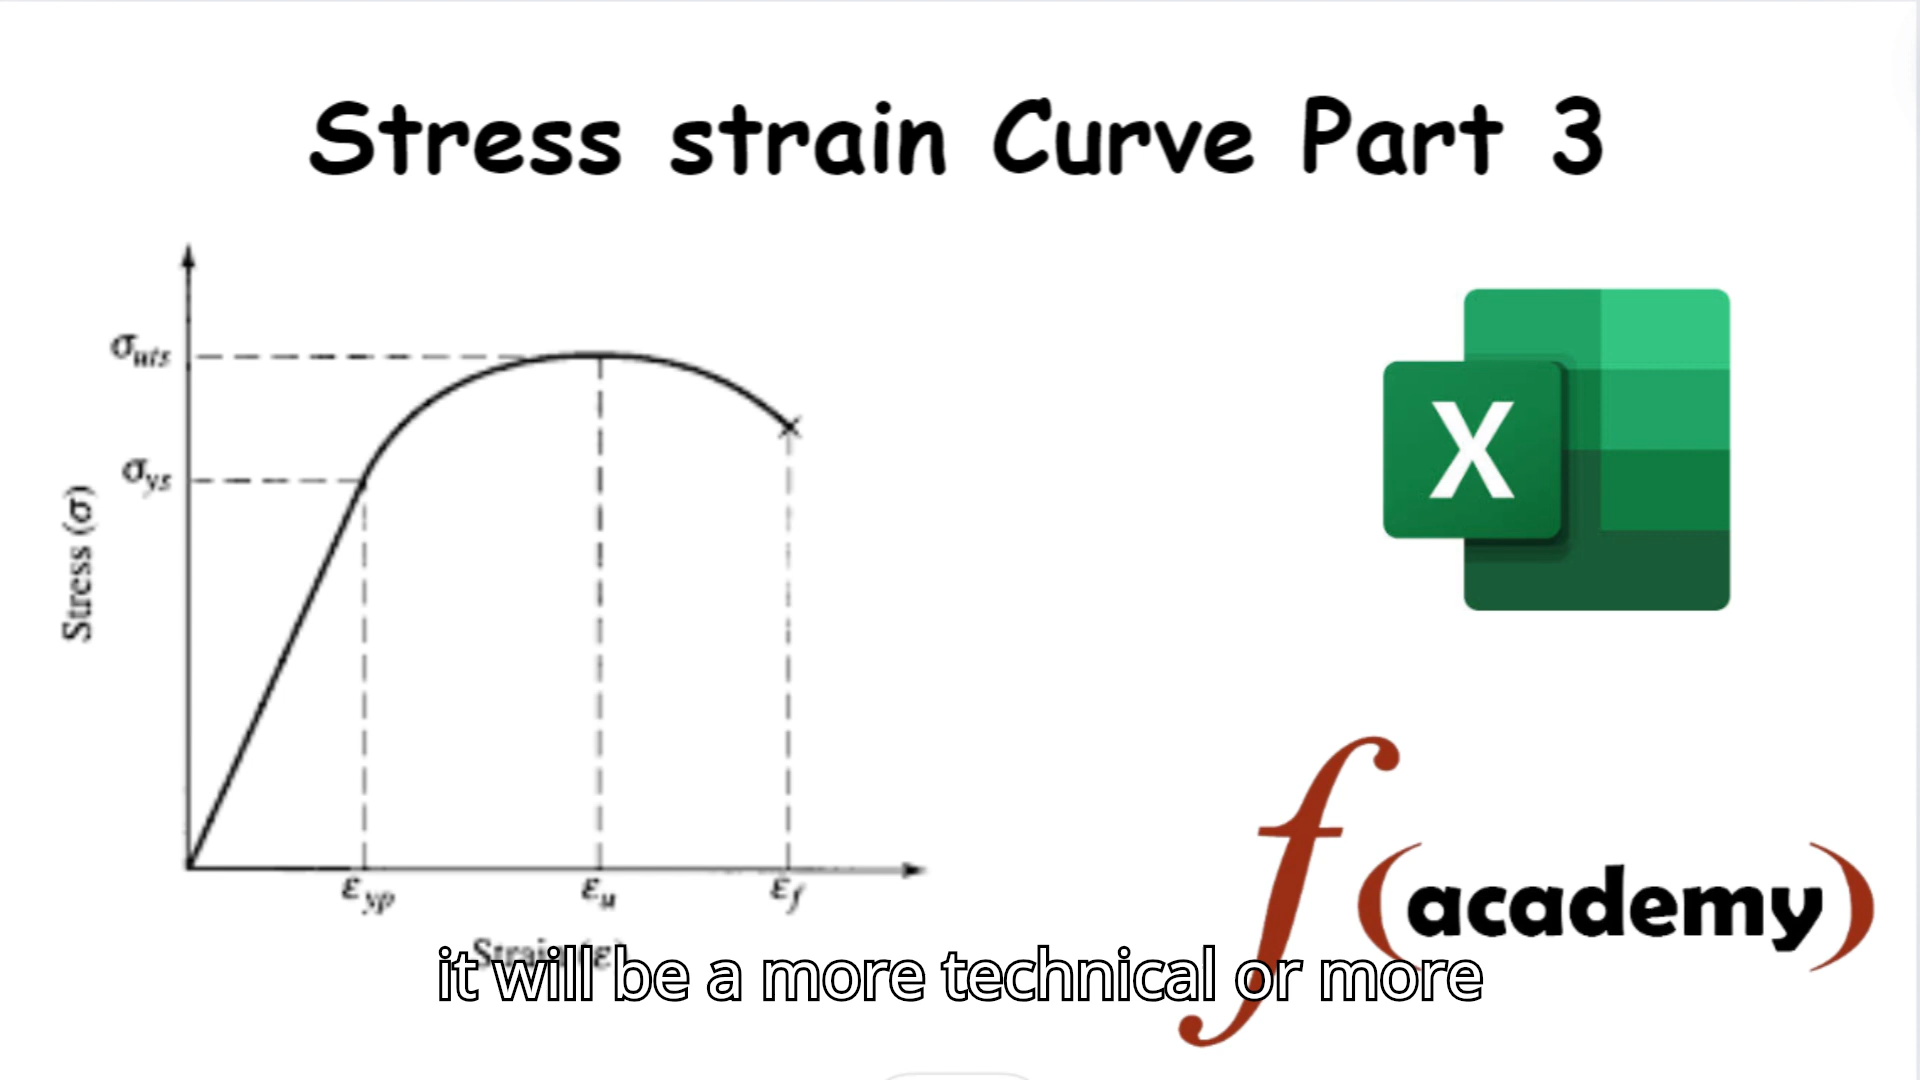 Stress strain Curve Part 3
σuts
σys
Stress (σ)
εyp
εu
εf
Strain (ε)
X
f(academy)
it will be a more technical or more